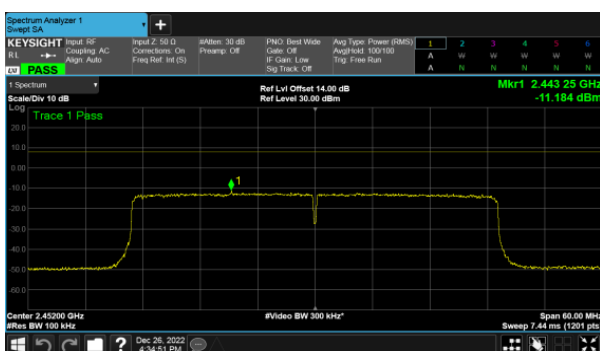 Spectrum Analyzer 1
Swept SA
+
KEYSIGHT
RL
PASS
Input: RF
Coupling: AC
Align: Auto
Input Z: 50 Ω
Corrections: On
Freq Ref: Int (S)
#Atten: 30 dB
Preamp: Off
PNO: Best Wide
Gate: Off
IF Gain: Low
Sig Track: Off
Avg Type: Power (RMS)
Avg|Hold: 100/100
Trig: Free Run
1 2 3 4 5 6
A W W W W W
A N N N N N
1 Spectrum
Scale/Div 10 dB
Ref Lvl Offset 14.00 dB
Ref Level 30.00 dBm
Mkr1 2.443 25 GHz
-11.184 dBm
Log
Trace 1 Pass
20.0
10.0
0.00
1
-10.0
-20.0
-30.0
-40.0
-50.0
-60.0
Center 2.45200 GHz
#Res BW 100 kHz
#Video BW 300 kHz*
Span 60.00 MHz
Sweep 7.44 ms (1201 pts)
?
Dec 26, 2022
4:34:51 PM